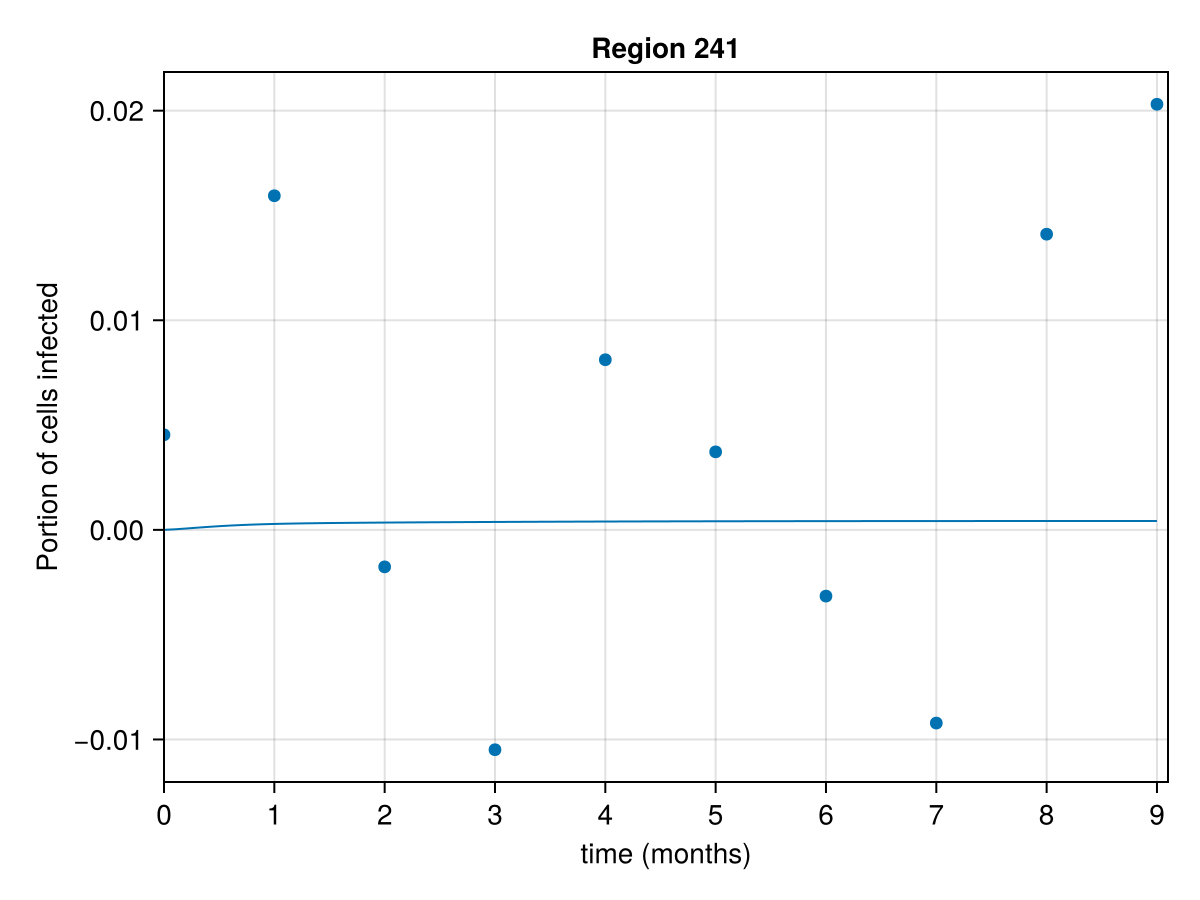 Region 241
Portion of cells infected
0.02
0.01
0.00
−0.01
0 1 2 3 4 5 6 7 8 9
time (months)